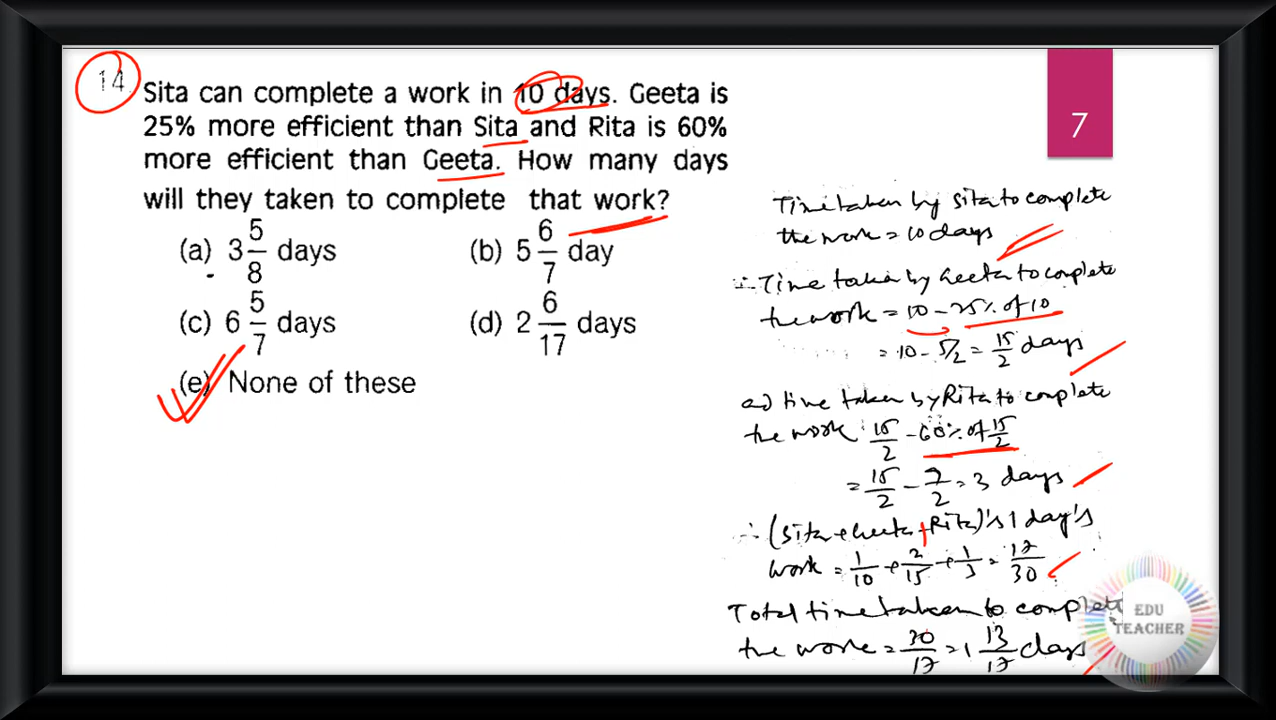 14
Sita can complete a work in 10 days. Geeta is
25% more efficient than Sita and Rita is 60%
more efficient than Geeta. How many days
will they taken to complete that work?
(a) 3 5/8 days (b) 5 6/7 day
(c) 6 5/7 days (d) 2 6/17 days
(e) None of these
7
Time taken by Sita to complete
the work = 10 days
∴ Time taken by Geeta to complete
the work = 10 - 25% of 10
= 10 - 5/2 = 15/2 days
Time taken by Rita to complete
the work 15/2 - 60% of 15/2
= 15/2 - 9/2 = 3 days
∴ (Sita + Geeta + Rita)'s 1 day's
work = 1/10 + 2/15 + 1/3 = 17/30
Total time taken to complete
the work = 30/17 = 1 13/17 days
EDU
TEACHER